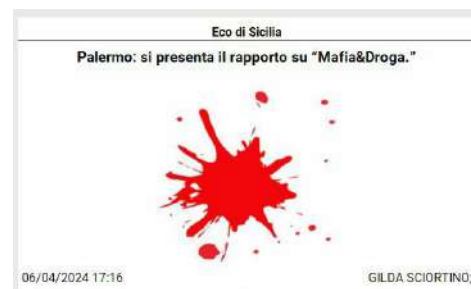 Eco di Sicilia
Palermo: si presenta il rapporto su “Mafia&Droga.”
06/04/2024 17:16
GILDA SCIORTINO;